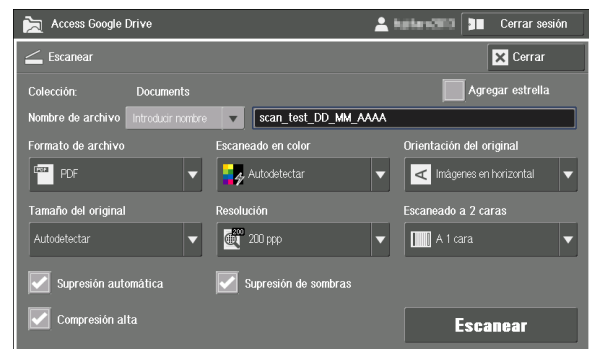 Access Google Drive
Cerrar sesión
Escanear
Cerrar
Colección: Documents
Agregar estrella
Nombre de archivo Introducir nombre scan_test_DD_MM_AAAA
Formato de archivo Escaneado en color Orientación del original
PDF Autodetectar Imágenes en horizontal
Tamaño del original Resolución Escaneado a 2 caras
Autodetectar 200 200 ppp A 1 cara
Supresión automática Supresión de sombras
Compresión alta
Escanear